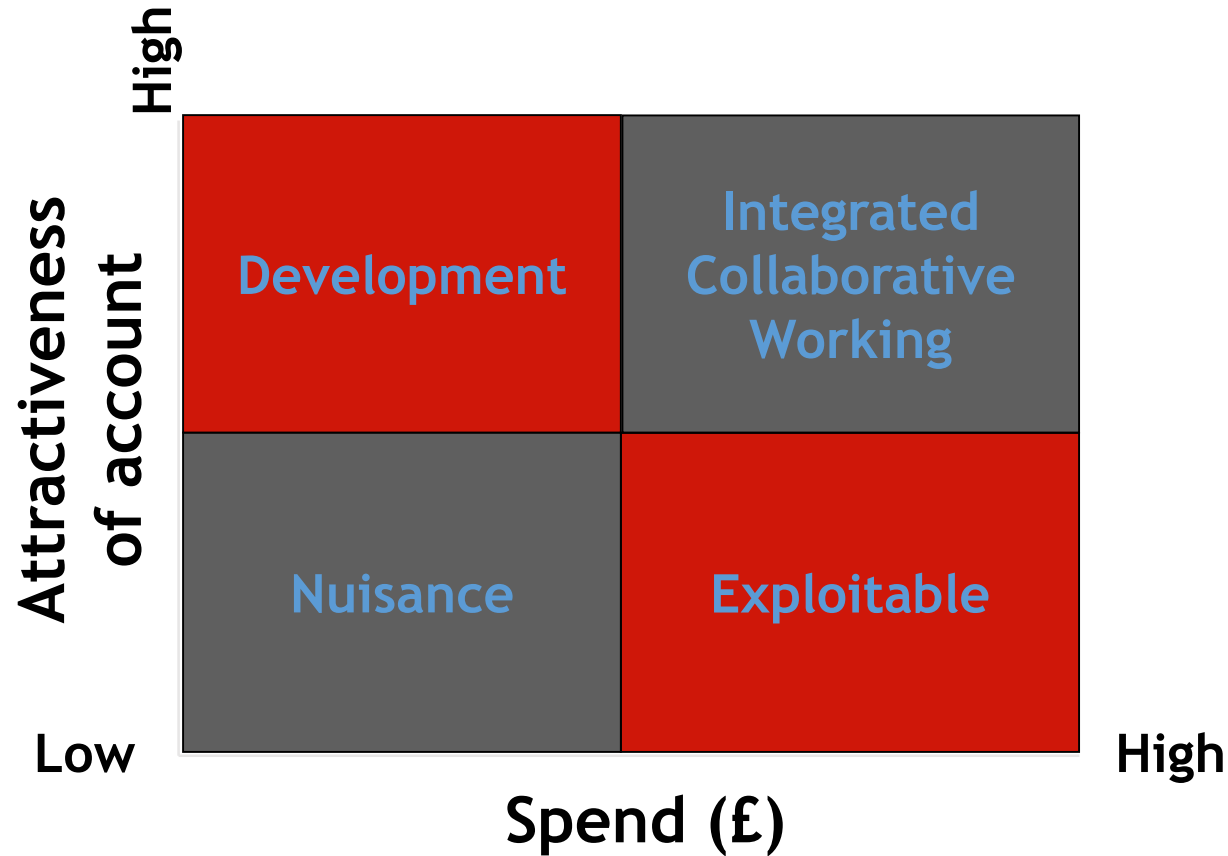 High
Attractiveness
of account
Development
Integrated
Collaborative
Working
Nuisance
Exploitable
Low
High
Spend (£)